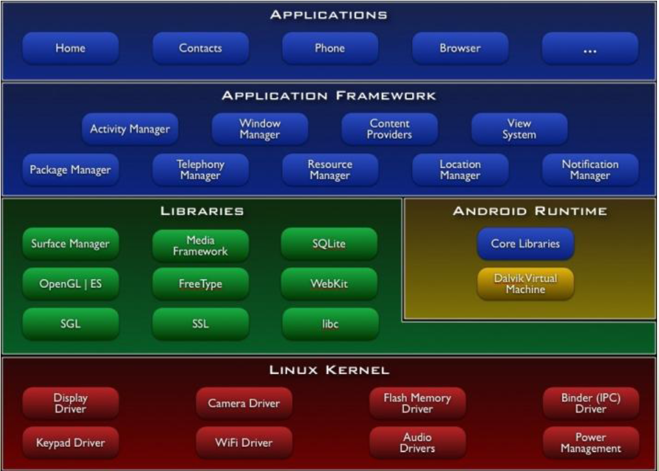 APPLICATIONS
Home
Contacts
Phone
Browser
...
APPLICATION FRAMEWORK
Activity Manager
Window
Manager
Content
Providers
View
System
Package Manager
Telephony
Manager
Resource
Manager
Location
Manager
Notification
Manager
LIBRARIES
Surface Manager
Media
Framework
SQLite
OpenGL | ES
FreeType
WebKit
SGL
SSL
libc
ANDROID RUNTIME
Core Libraries
Dalvik Virtual
Machine
LINUX KERNEL
Display
Driver
Camera Driver
Flash Memory
Driver
Binder (IPC)
Driver
Keypad Driver
WiFi Driver
Audio
Drivers
Power
Management